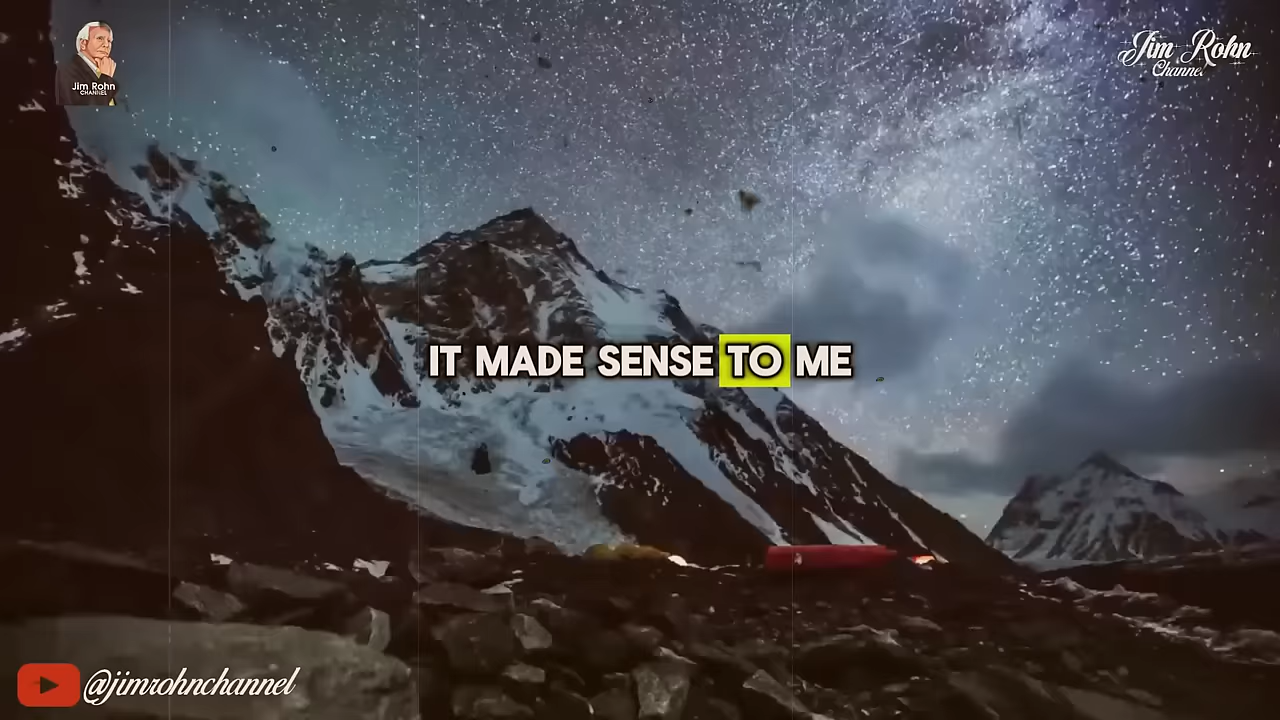 Jim Rohn
CHANNEL
Jim Rohn
Channel
IT MADE SENSE TO ME
@jimrohnchannel